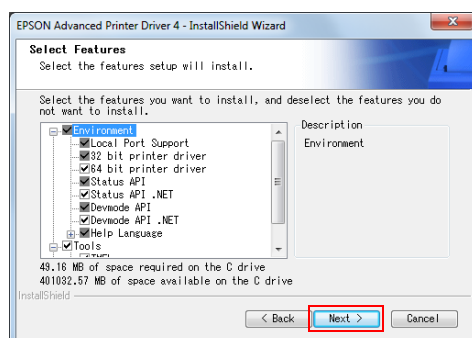 EPSON Advanced Printer Driver 4 - InstallShield Wizard
Select Features
Select the features setup will install.
Select the features you want to install, and deselect the features you do
not want to install.
Environment
Local Port Support
32 bit printer driver
64 bit printer driver
Status API
Status API .NET
Devmode API
Devmode API .NET
Help Language
Tools
Description
Environment
49.16 MB of space required on the C drive
401032.57 MB of space available on the C drive
InstallShield
< Back
Next >
Cancel